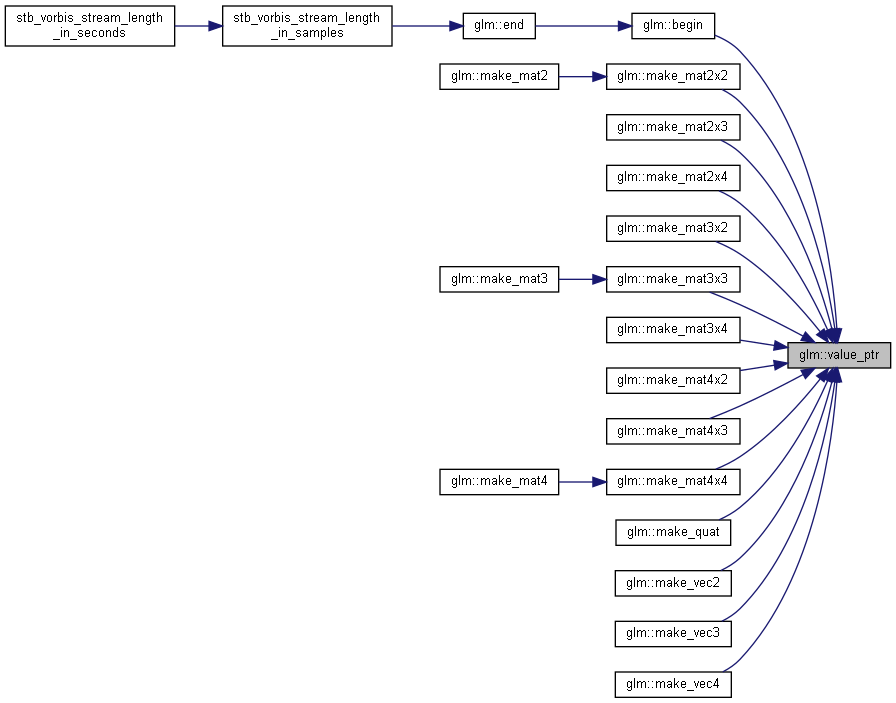 stb_vorbis_stream_length
_in_seconds
stb_vorbis_stream_length
_in_samples
glm::end
glm::begin
glm::make_mat2
glm::make_mat2x2
glm::make_mat2x3
glm::make_mat2x4
glm::make_mat3x2
glm::make_mat3
glm::make_mat3x3
glm::make_mat3x4
glm::value_ptr
glm::make_mat4x2
glm::make_mat4x3
glm::make_mat4
glm::make_mat4x4
glm::make_quat
glm::make_vec2
glm::make_vec3
glm::make_vec4